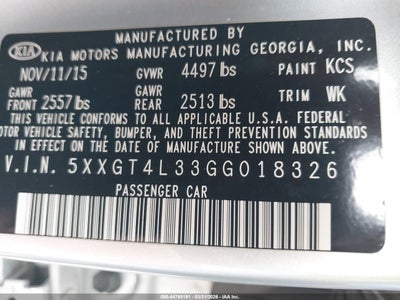 MANUFACTURED BY
KIA KIA MOTORS MANUFACTURING GEORGIA, INC.
NOV/11/15 GVWR 4497 lbs PAINT KCS
GAWR FRONT 2557 lbs GAWR REAR 2513 lbs TRIM WK
THIS VEHICLE CONFORMS TO ALL APPLICABLE U.S.A. FEDERAL
MOTOR VEHICLE SAFETY, BUMPER, AND THEFT PREVENTION STANDARDS
IN EFFECT ON THE DATE OF MANUFACTURE SHOWN ABOVE.
V.I.N. 5XXGT4L33GG018326
PASSENGER CAR